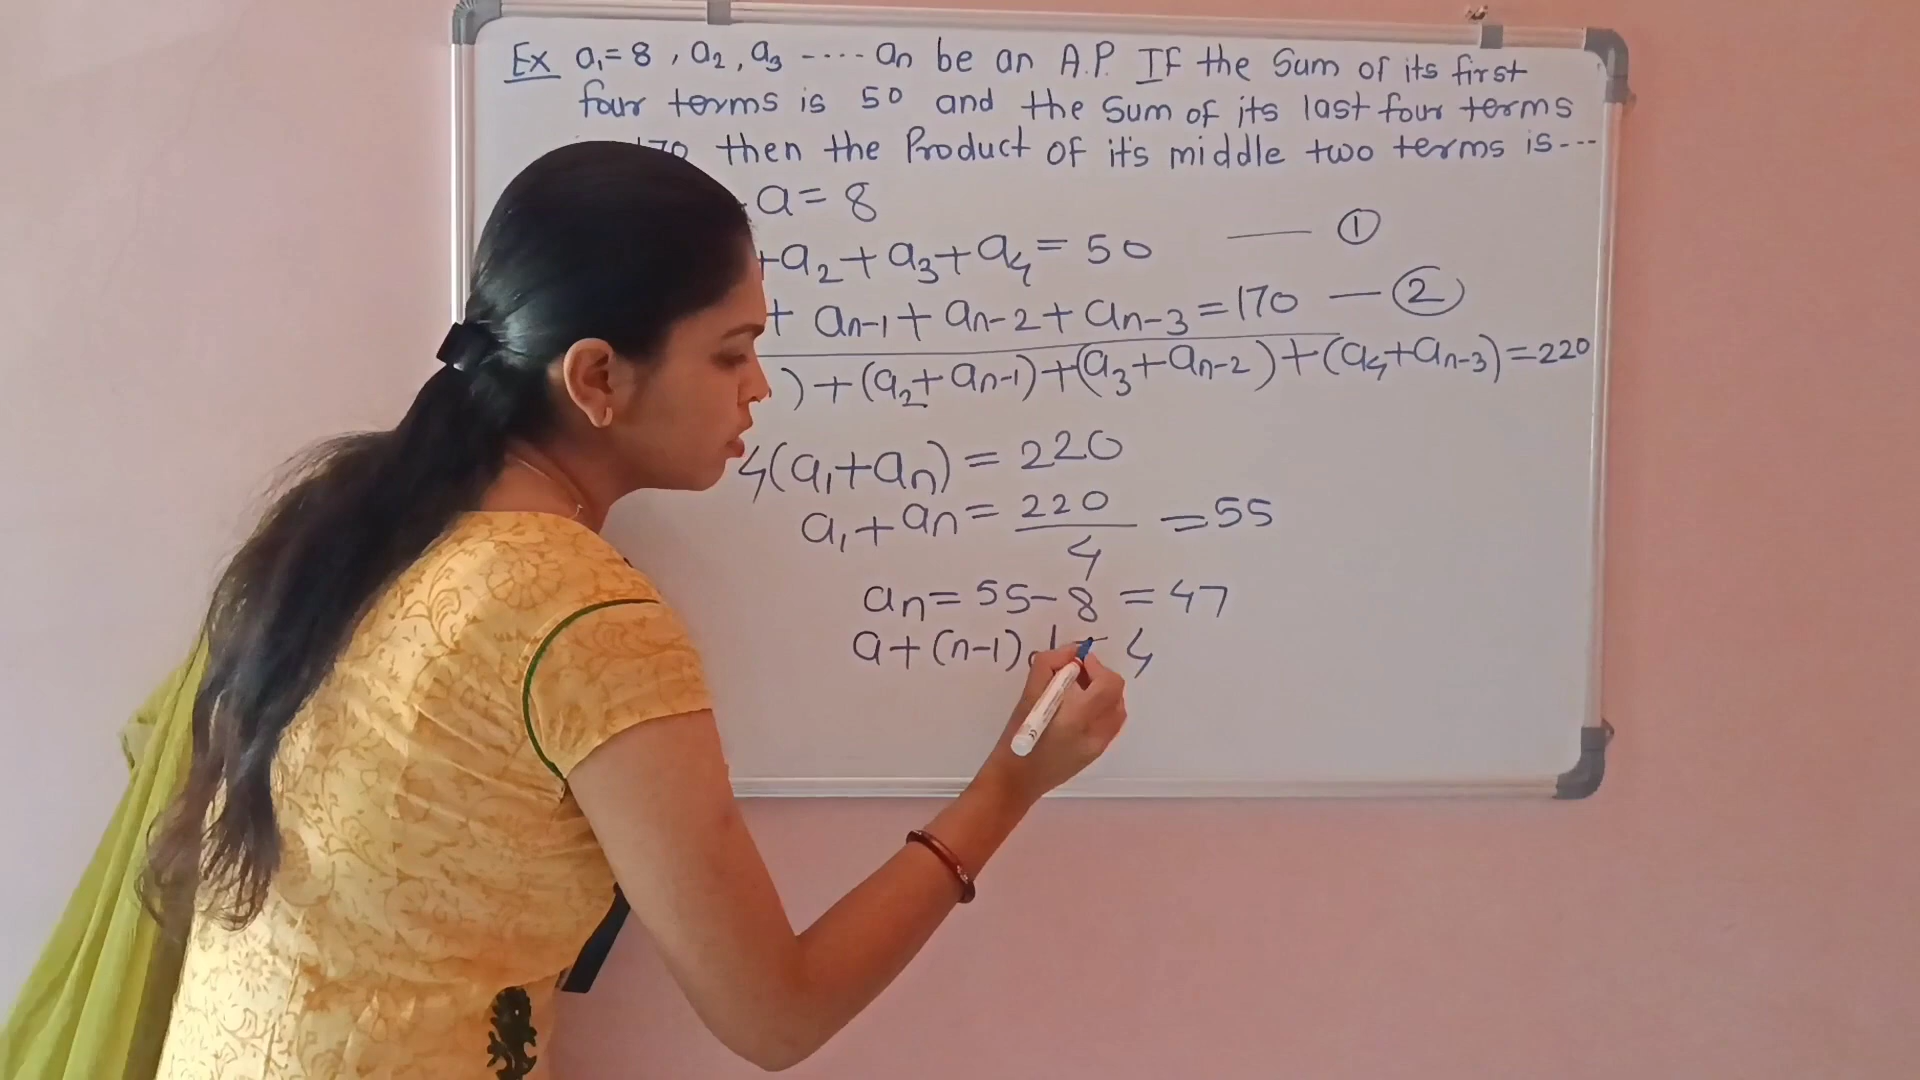 Ex a₁=8 , a₂, a₃ ---- an be an A.P. If the Sum of its first
four terms is 50 and the Sum of its last four terms
170 then the Product of it's middle two terms is---
a = 8
+a₂+a₃+a₄ = 50 —— ①
+ an-1 + an-2 + an-3 = 170 — ②
) + (a₂+an-1) + (a₃+an-2) + (a₄+an-3) = 220
4(a₁+an) = 220
a₁+an = 220/4 = 55
an = 55-8 = 47
a+(n-1)d = 4